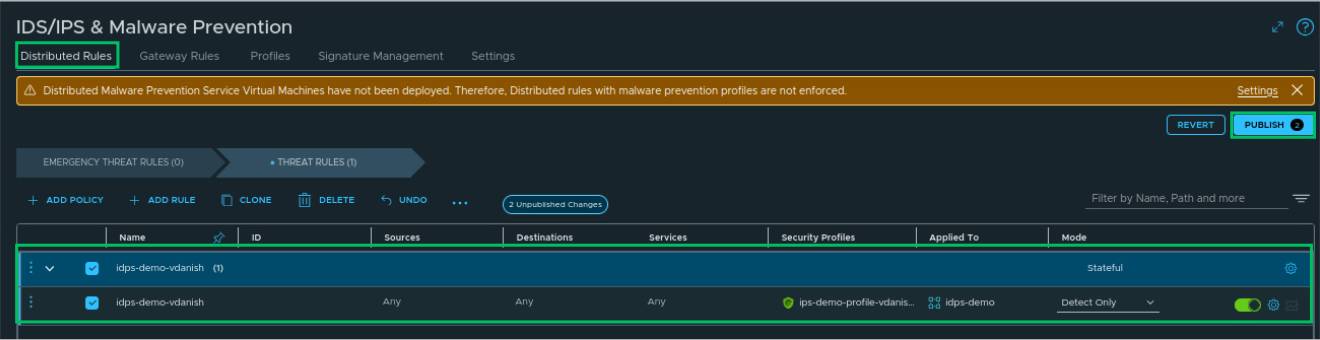 IDS/IPS & Malware Prevention
Distributed Rules Gateway Rules Profiles Signature Management Settings
Distributed Malware Prevention Service Virtual Machines have not been deployed. Therefore, Distributed rules with malware prevention profiles are not enforced. Settings
REVERT PUBLISH 2
EMERGENCY THREAT RULES (0) THREAT RULES (1)
ADD POLICY ADD RULE CLONE DELETE UNDO ... 2 Unpublished Changes Filter by Name, Path and more
Name ID Sources Destinations Services Security Profiles Applied To Mode
idps-demo-vdanish (1) Stateful
idps-demo-vdanish Any Any Any ips-demo-profile-vdanis... idps-demo Detect Only